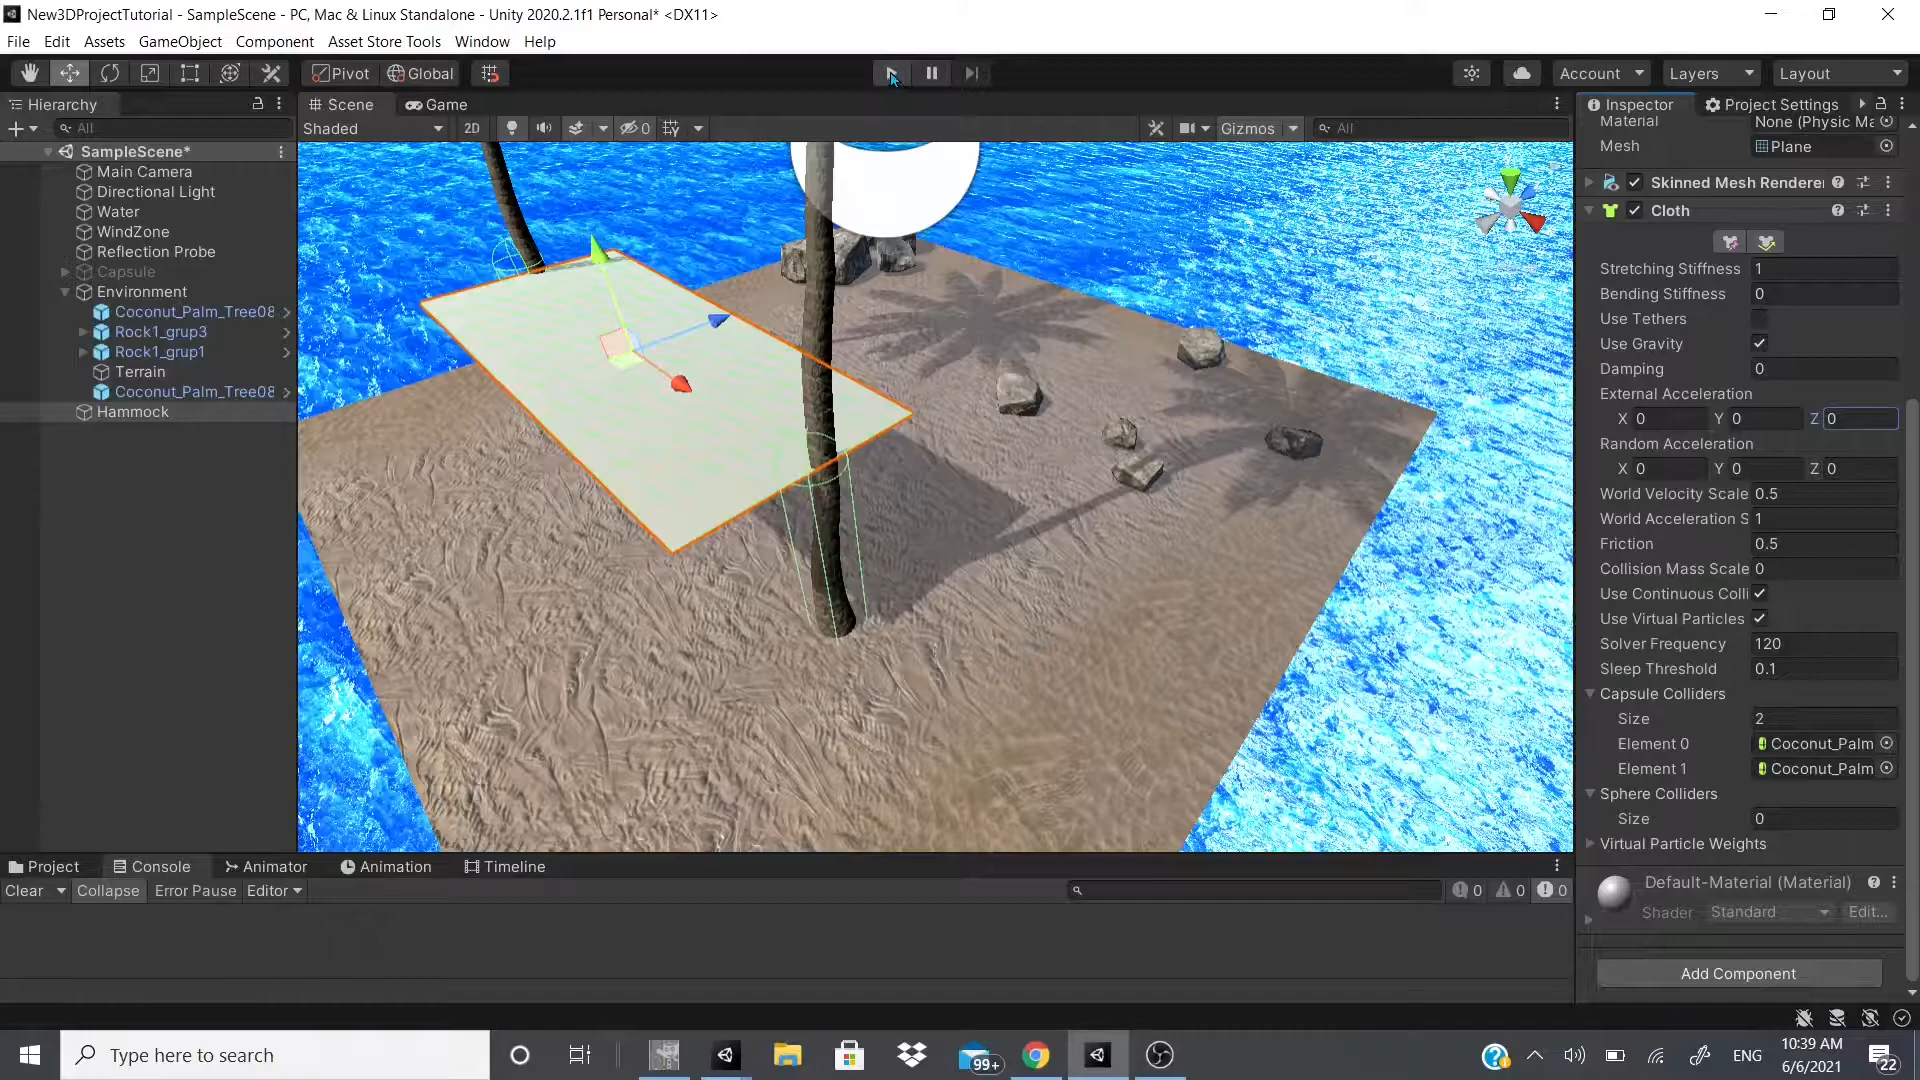 New3DProjectTutorial - SampleScene - PC, Mac & Linux Standalone - Unity 2020.2.1f1 Personal* <DX11>
File Edit Assets GameObject Component Asset Store Tools Window Help
Pivot Global Account Layers Layout
Hierarchy Scene Game Inspector Project Settings
All Shaded 2D 0 Gizmos All Material None (Physic Ma
Mesh Plane
SampleScene*
Main Camera
Directional Light
Water
WindZone
Reflection Probe
Capsule
Environment
Coconut_Palm_Tree08
Rock1_grup3
Rock1_grup1
Terrain
Coconut_Palm_Tree08
Hammock
Skinned Mesh Renderer
Cloth
Stretching Stiffness 1
Bending Stiffness 0
Use Tethers
Use Gravity
Damping 0
External Acceleration
X 0 Y 0 Z 0
Random Acceleration
X 0 Y 0 Z 0
World Velocity Scale 0.5
World Acceleration S 1
Friction 0.5
Collision Mass Scale 0
Use Continuous Colli
Use Virtual Particles
Solver Frequency 120
Sleep Threshold 0.1
Capsule Colliders
Size 2
Element 0 Coconut_Palm
Element 1 Coconut_Palm
Sphere Colliders
Size 0
Virtual Particle Weights
Default-Material (Material)
Shader Standard Edit...
Add Component
Project Console Animator Animation Timeline
Clear Collapse Error Pause Editor 0 0 0
Type here to search
99+
ENG
10:39 AM
6/6/2021
22